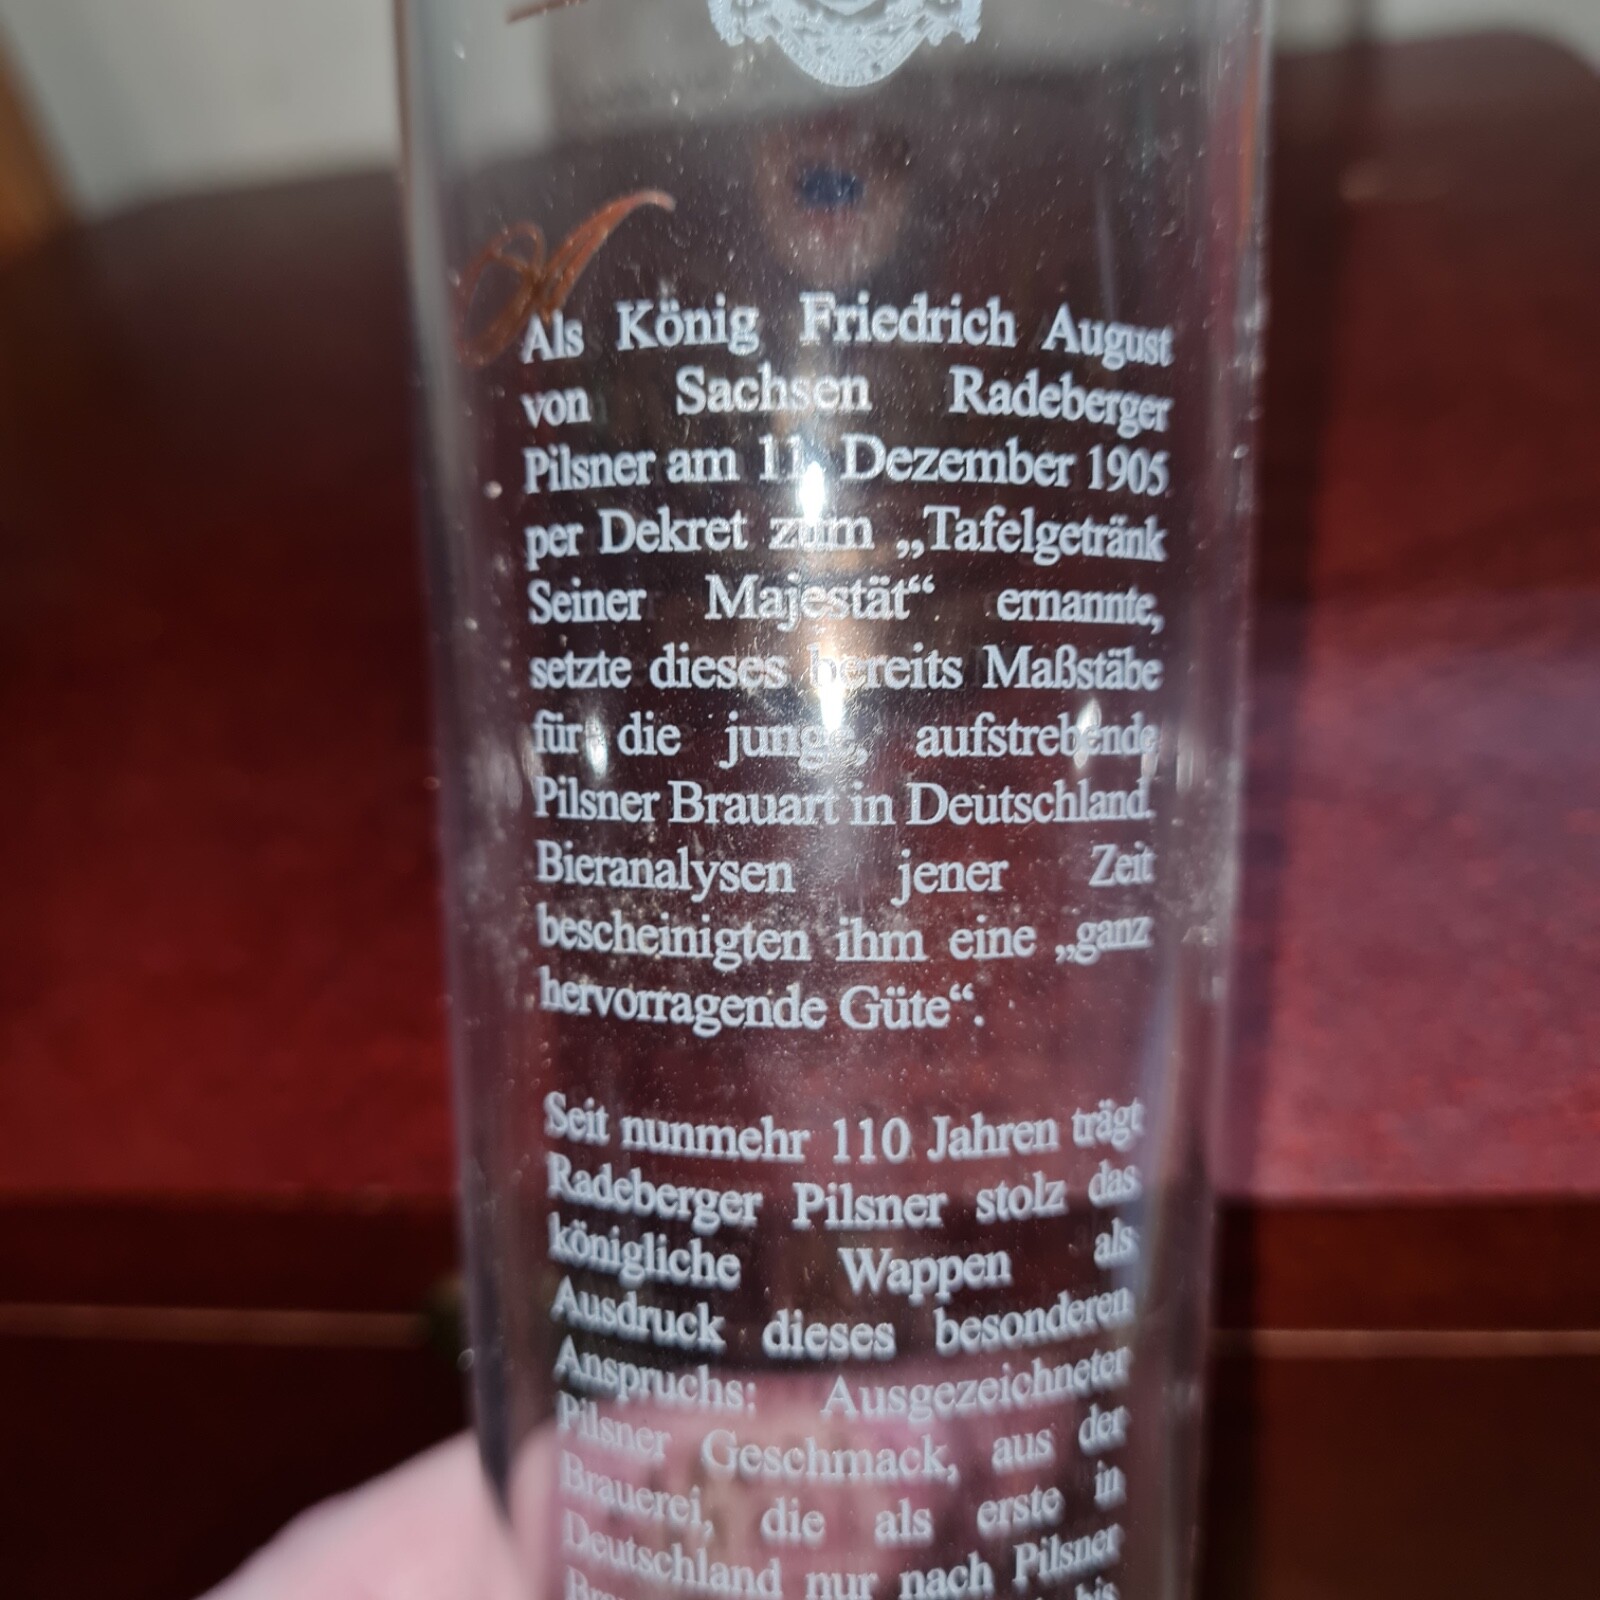 Als König Friedrich August
von Sachsen Radeberger
Pilsner am 11. Dezember 1905
per Dekret zum „Tafelgetränk
Seiner Majestät“ ernannte,
setzte dieses bereits Maßstäbe
für die junge, aufstrebende
Pilsner Brauart in Deutschland.
Bieranalysen jener Zeit
bescheinigten ihm eine „ganz
hervorragende Güte“.
Seit nunmehr 110 Jahren trägt
Radeberger Pilsner stolz das
königliche Wappen als
Ausdruck dieses besonderen
Anspruchs: Ausgezeichneter
Pilsner Geschmack, aus der
Brauerei, die als erste in
Deutschland nur nach Pilsner
bis